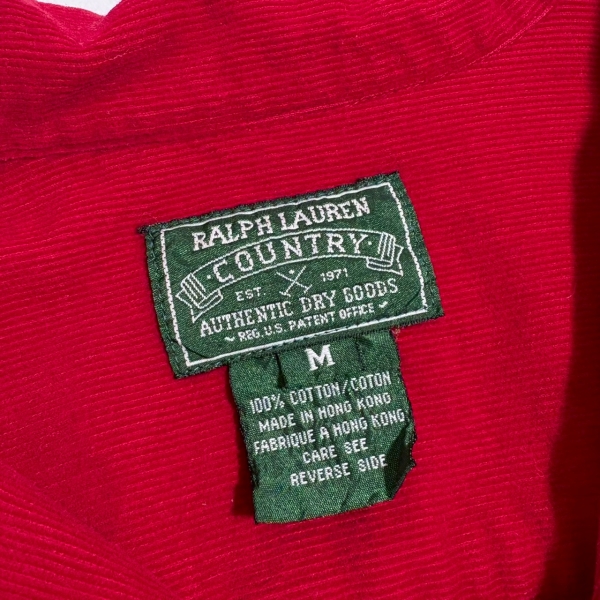 RALPH LAUREN
COUNTRY
EST. 1971
AUTHENTIC DRY GOODS
~ REG. U.S. PATENT OFFICE ~
M
100% COTTON/COTON
MADE IN HONG KONG
FABRIQUE A HONG KONG
CARE SEE
REVERSE SIDE